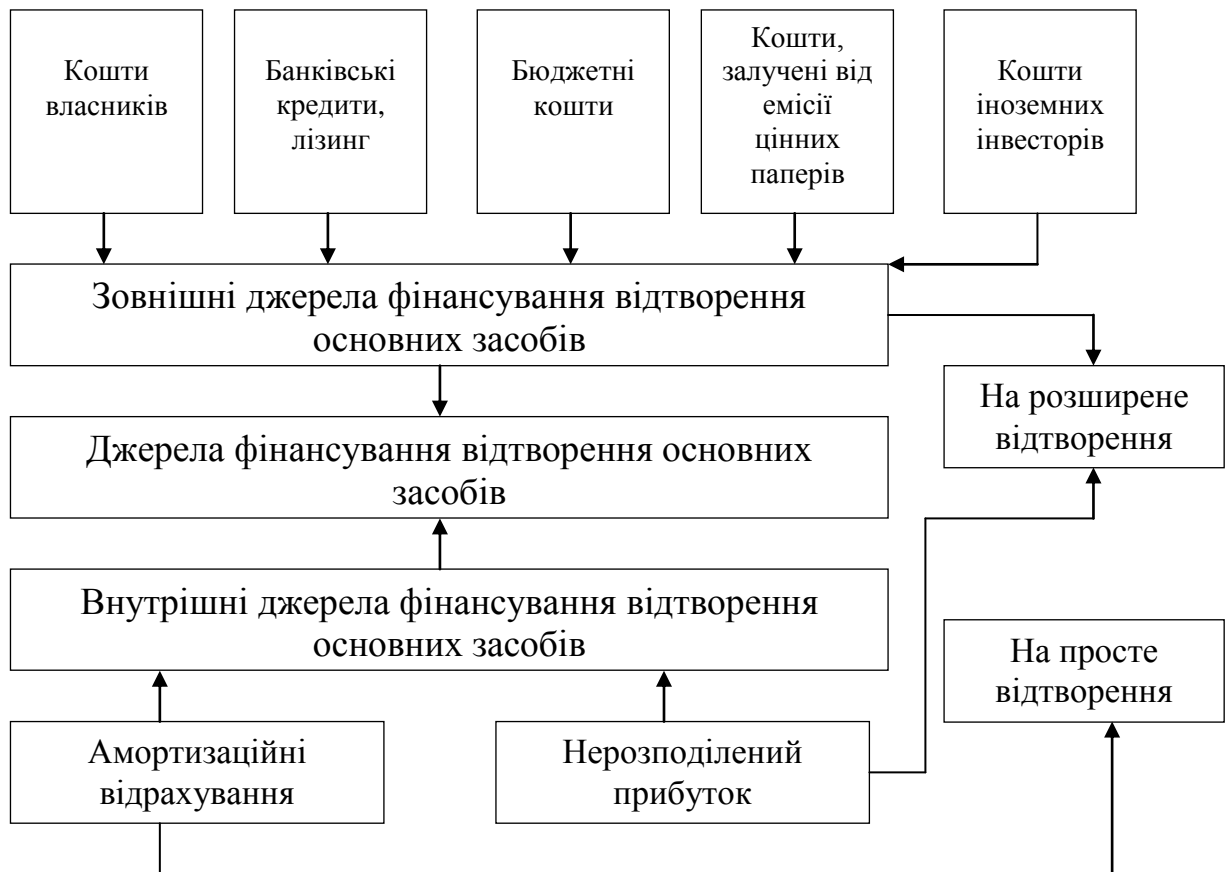 Кошти
власників
Банківські
кредити,
лізинг
Бюджетні
кошти
Кошти,
залучені від
емісії
цінних
паперів
Кошти
іноземних
інвесторів
Зовнішні джерела фінансування відтворення
основних засобів
На розширене
відтворення
Джерела фінансування відтворення основних
засобів
Внутрішні джерела фінансування відтворення
основних засобів
На просте
відтворення
Амортизаційні
відрахування
Нерозподілений
прибуток